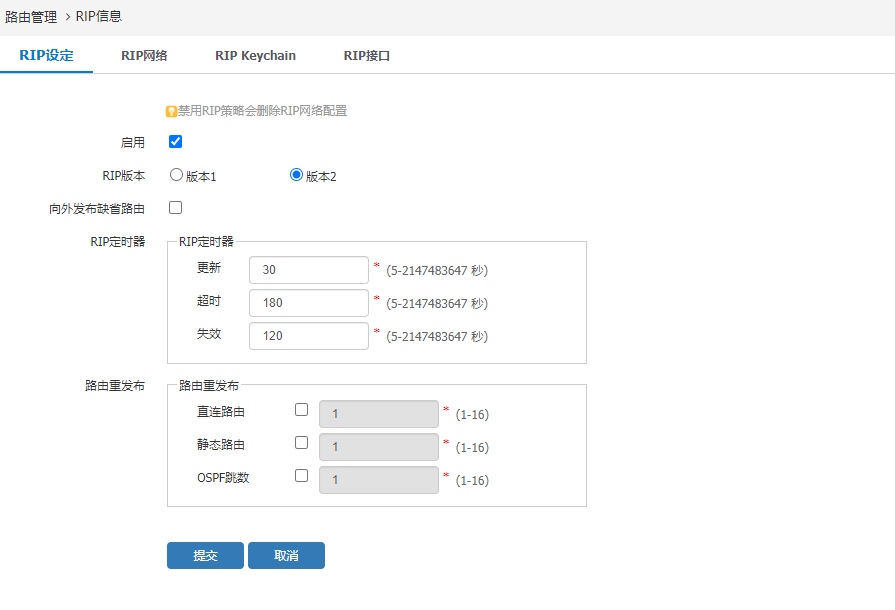 路由管理 > RIP信息
RIP设定 RIP网络 RIP Keychain RIP接口
禁用RIP策略会删除RIP网络配置
启用
RIP版本 版本1 版本2
向外发布缺省路由
RIP定时器 RIP定时器
更新 30 * (5-2147483647 秒)
超时 180 * (5-2147483647 秒)
失效 120 * (5-2147483647 秒)
路由重发布 路由重发布
直连路由 1 * (1-16)
静态路由 1 * (1-16)
OSPF跳数 1 * (1-16)
提交 取消